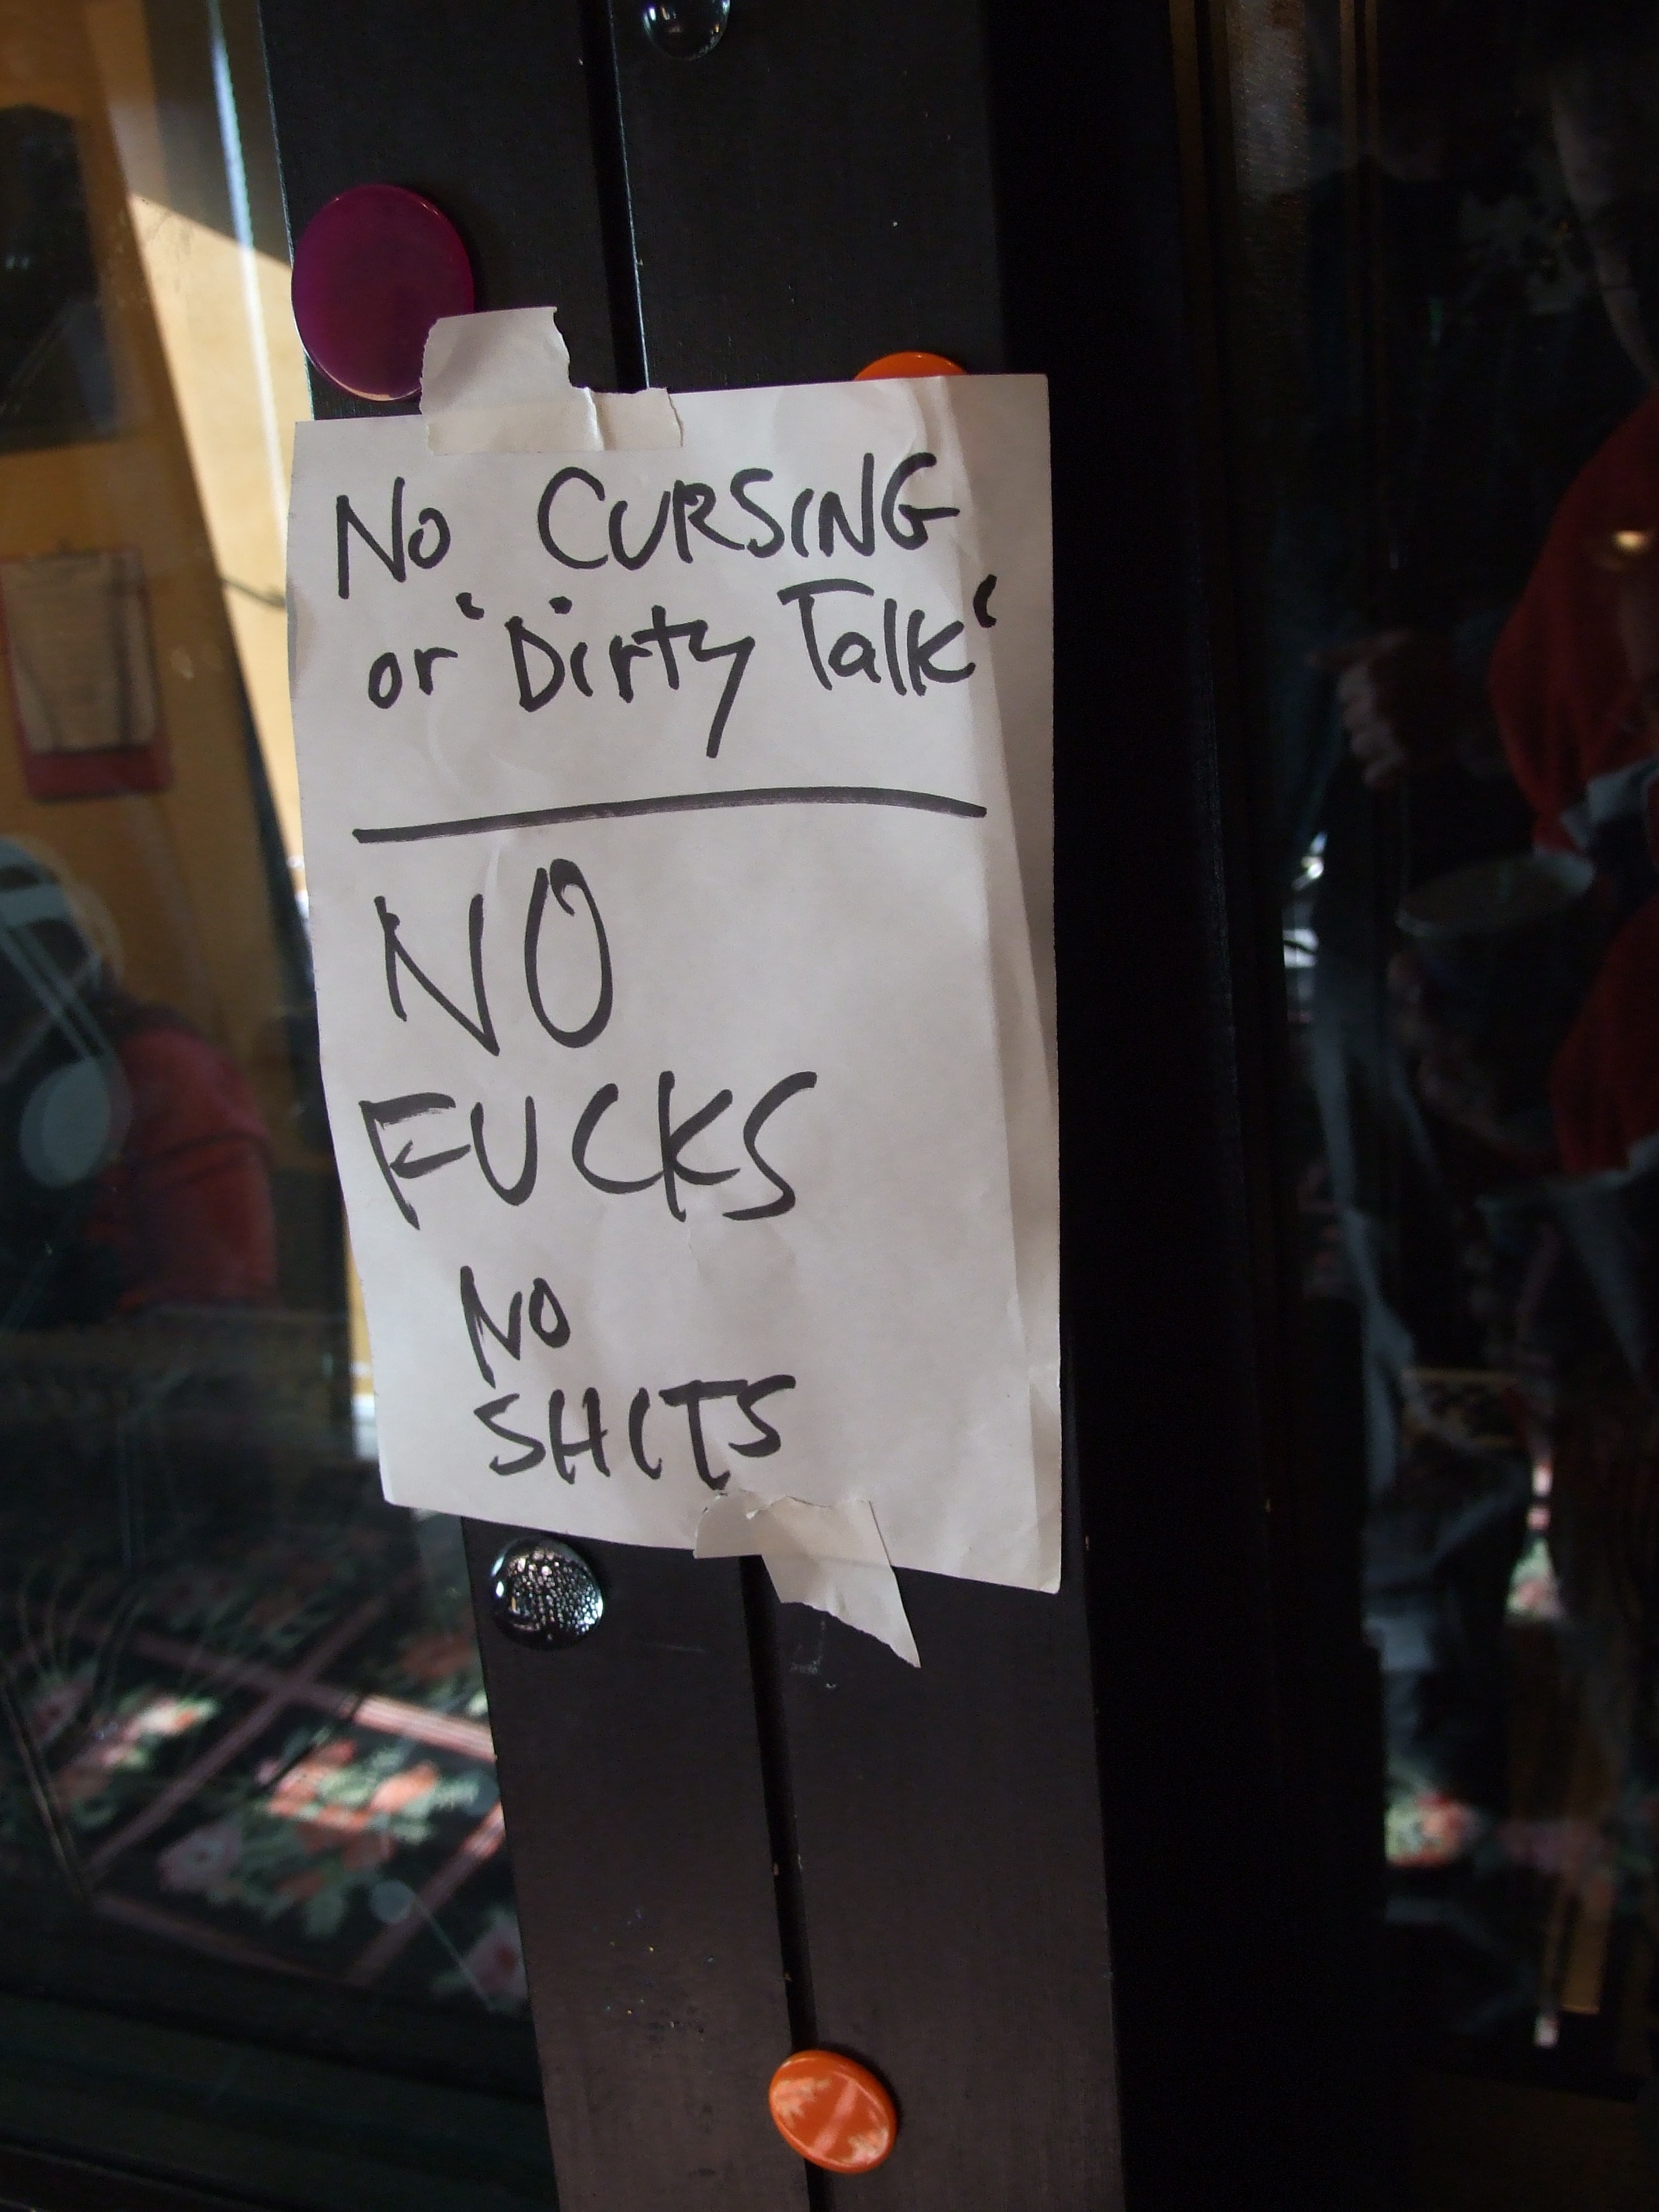 No CURSING
or "Dirty Talk"
NO
FUCKS
NO
SHITS